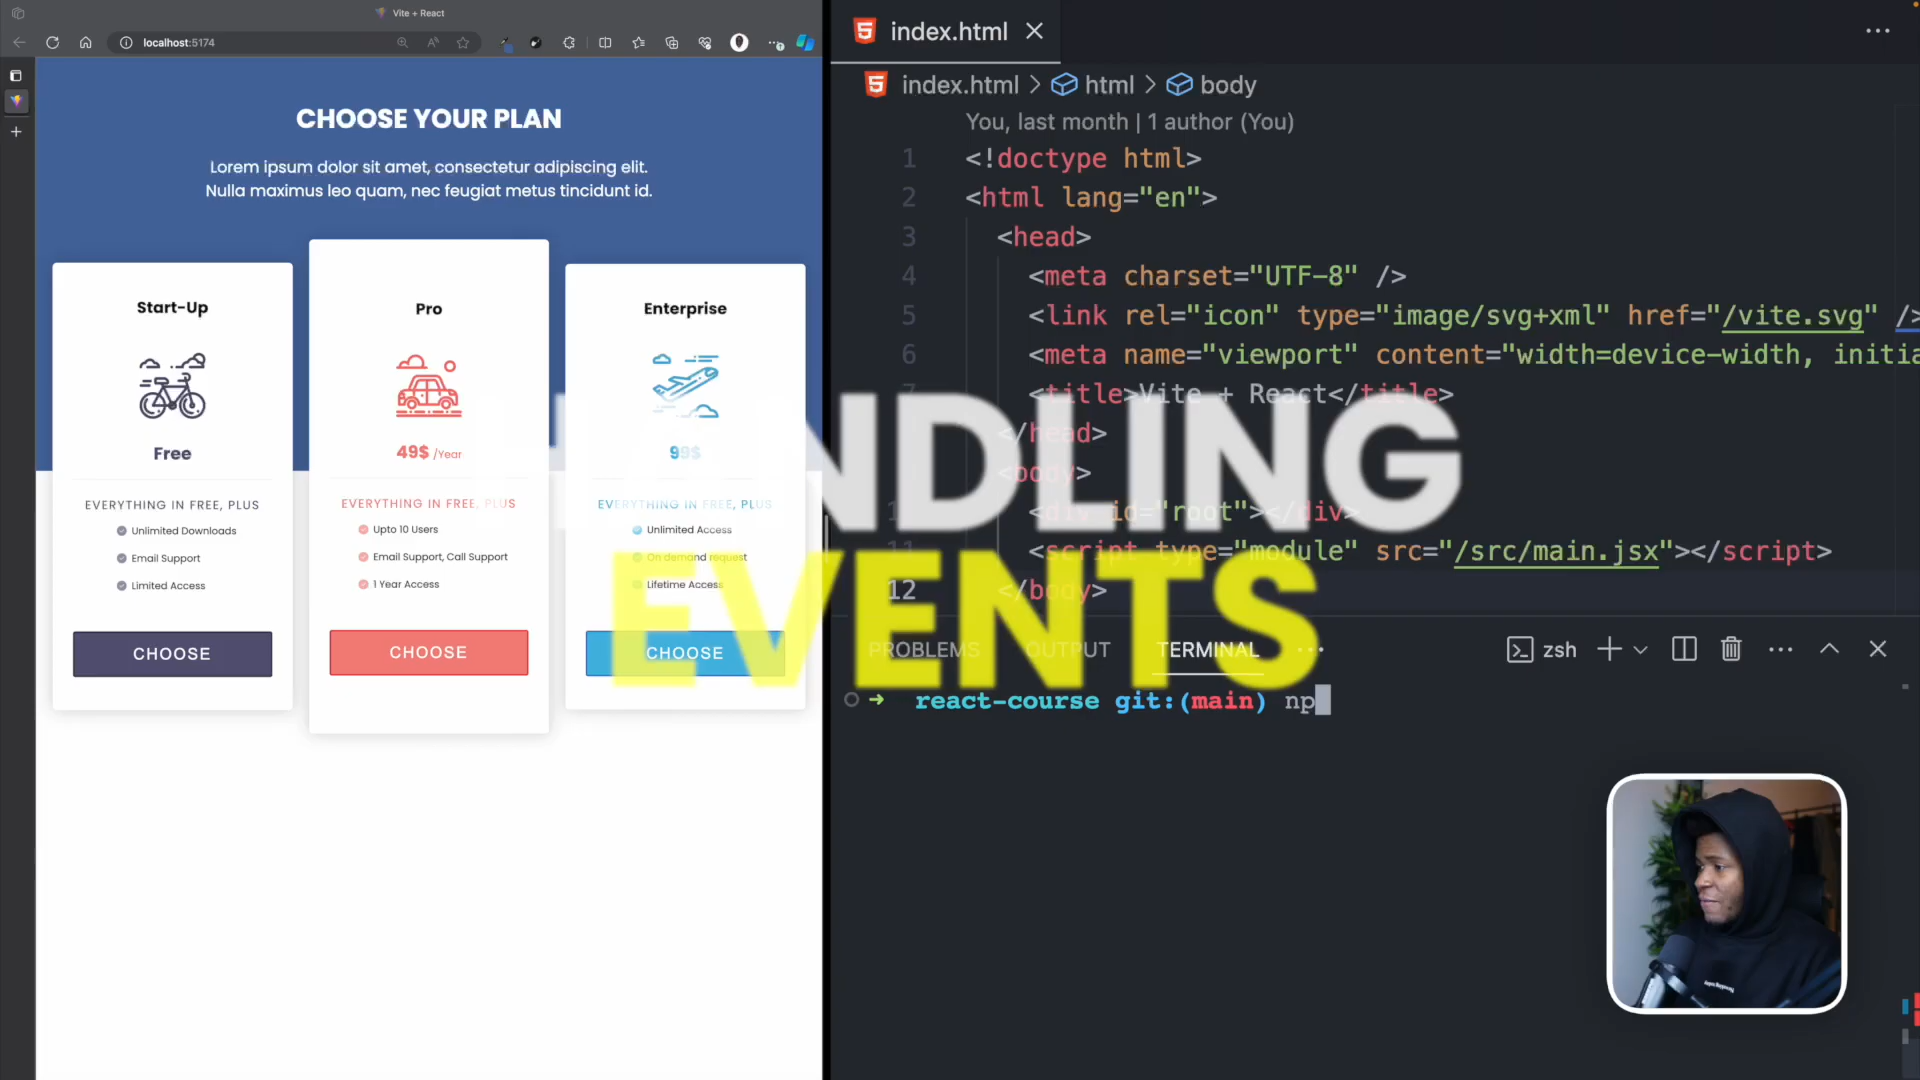 Vite + React
localhost:5174
CHOOSE YOUR PLAN
Lorem ipsum dolor sit amet, consectetur adipiscing elit.
Nulla maximus leo quam, nec feugiat metus tincidunt id.
Start-Up
Free
EVERYTHING IN FREE, PLUS
Unlimited Downloads
Email Support
Limited Access
CHOOSE
Pro
49$ /Year
EVERYTHING IN FREE, PLUS
Upto 10 Users
Email Support, Call Support
1 Year Access
CHOOSE
Enterprise
99$
EVERYTHING IN FREE, PLUS
Unlimited Access
On demand request
Lifetime Access
CHOOSE
NDLING
EVENTS
index.html
index.html > html > body
You, last month | 1 author (You)
1 <!doctype html>
2 <html lang="en">
3 <head>
4 <meta charset="UTF-8" />
5 <link rel="icon" type="image/svg+xml" href="/vite.svg" />
6 <meta name="viewport" content="width=device-width, initia
7 <title>Vite + React</title>
</head>
<body>
<div id="root"></div>
11 <script type="module" src="/src/main.jsx"></script>
12 </body>
PROBLEMS OUTPUT TERMINAL ... zsh
react-course git:(main) np